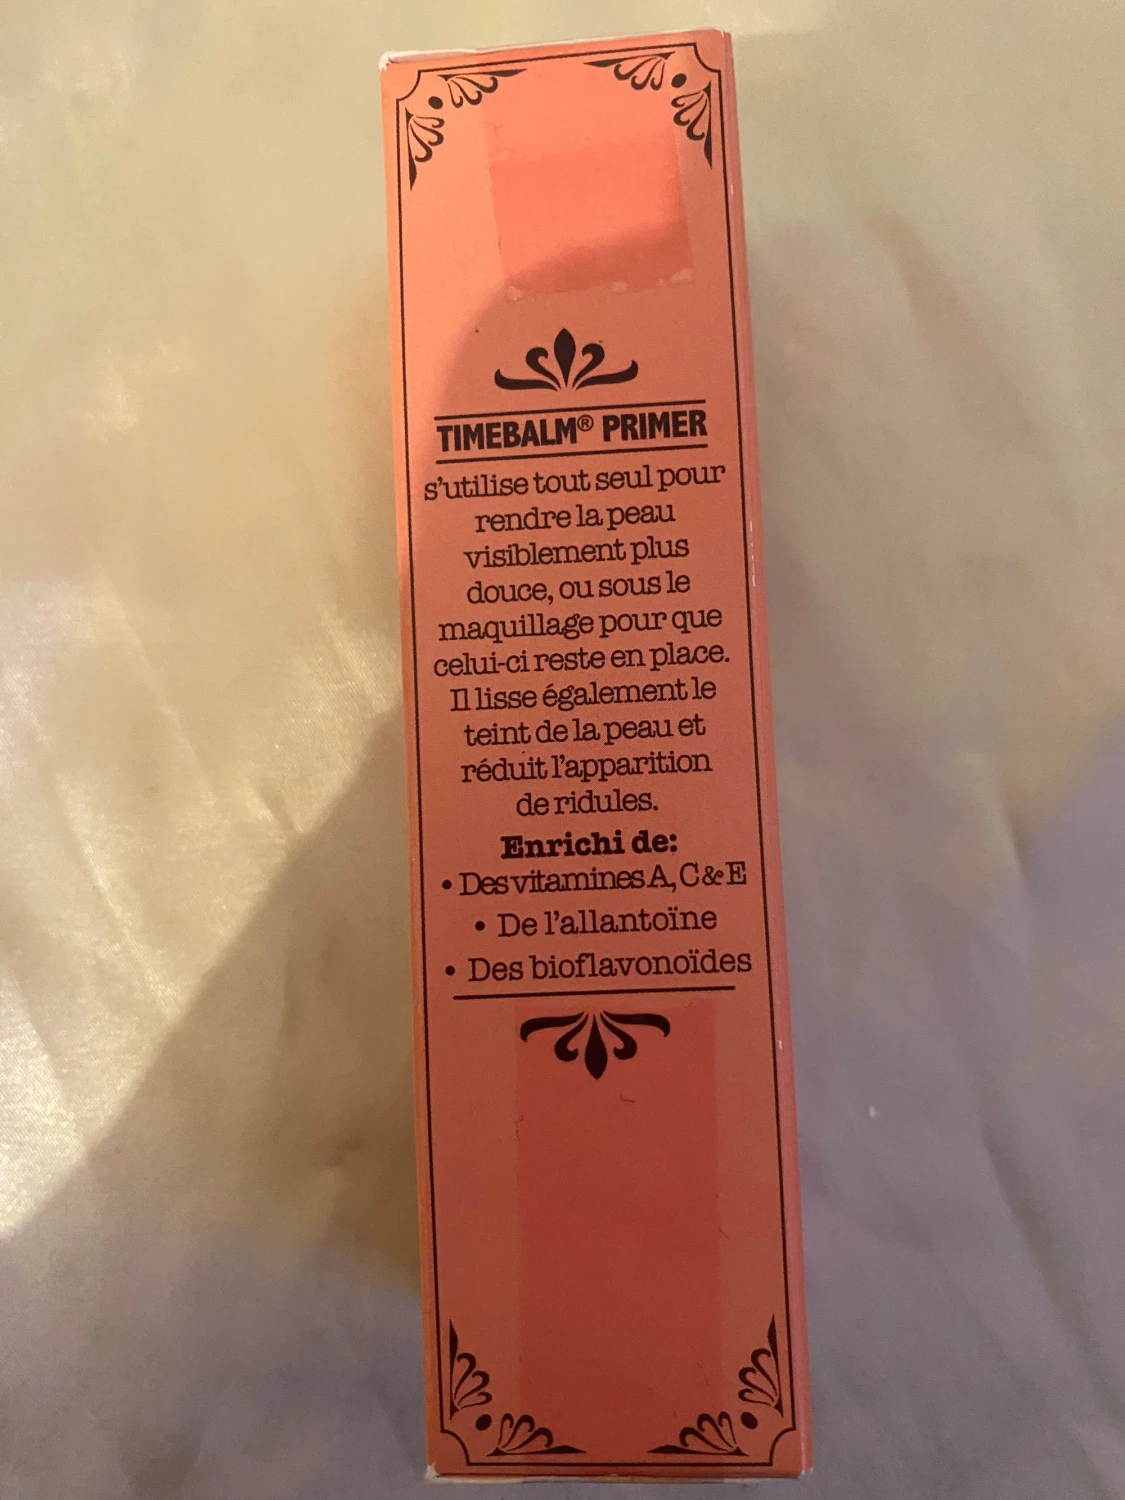 TIMEBALM® PRIMER
s'utilise tout seul pour
rendre la peau
visiblement plus
douce, ou sous le
maquillage pour que
celui-ci reste en place.
Il lisse également le
teint de la peau et
réduit l'apparition
de ridules.
Enrichi de:
• Des vitamines A, C & E
• De l'allantoïne
• Des bioflavonoïdes